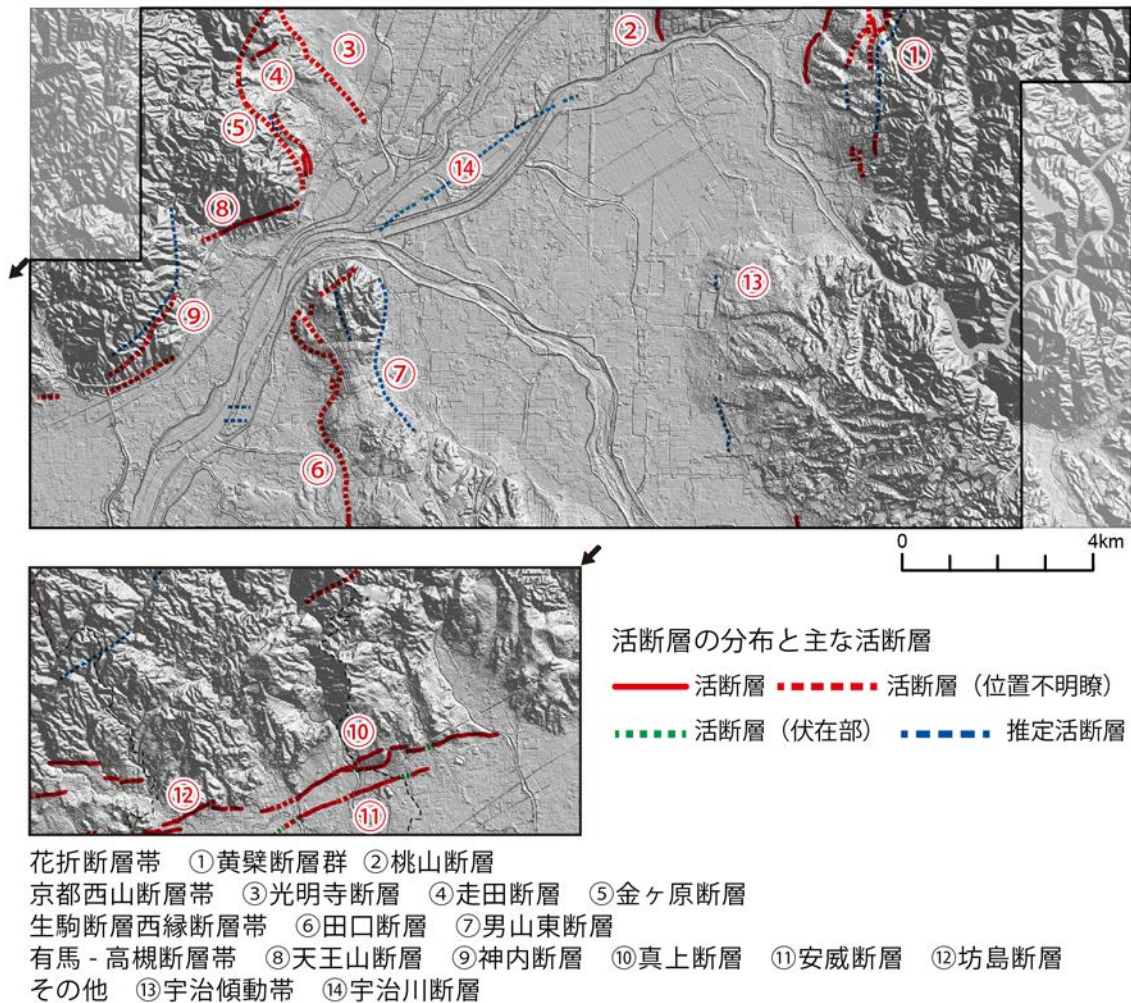 ②
③
①
④
⑤
⑭
⑧
⑬
⑨
⑦
⑥
0 4km
活断層の分布と主な活断層
活断層 活断層（位置不明瞭）
活断層（伏在部） 推定活断層
⑩
⑫
⑪
花折断層帯 ①黄檗断層群 ②桃山断層
京都西山断層帯 ③光明寺断層 ④走田断層 ⑤金ヶ原断層
生駒断層西縁断層帯 ⑥田口断層 ⑦男山東断層
有馬 - 高槻断層帯 ⑧天王山断層 ⑨神内断層 ⑩真上断層 ⑪安威断層 ⑫坊島断層
その他 ⑬宇治傾動帯 ⑭宇治川断層